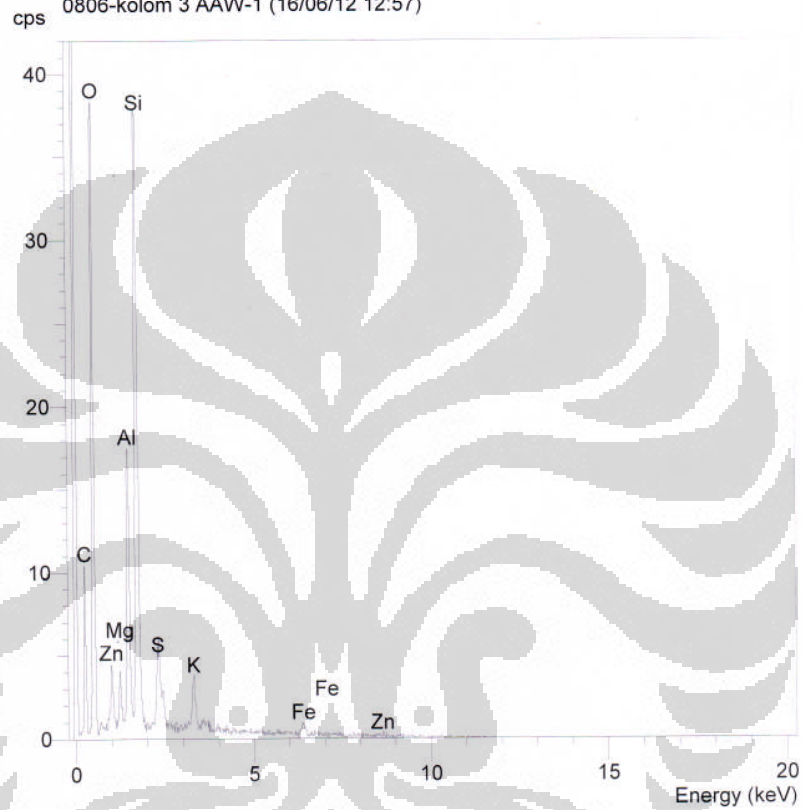 0806-kolom 3 AAW-1 (16/06/12 12:57)
cps
40
O
Si
30
20
Al
C
10
Mg
Zn
S
K
Fe
Fe
Zn
0
0 5 10 15 20
Energy (keV)